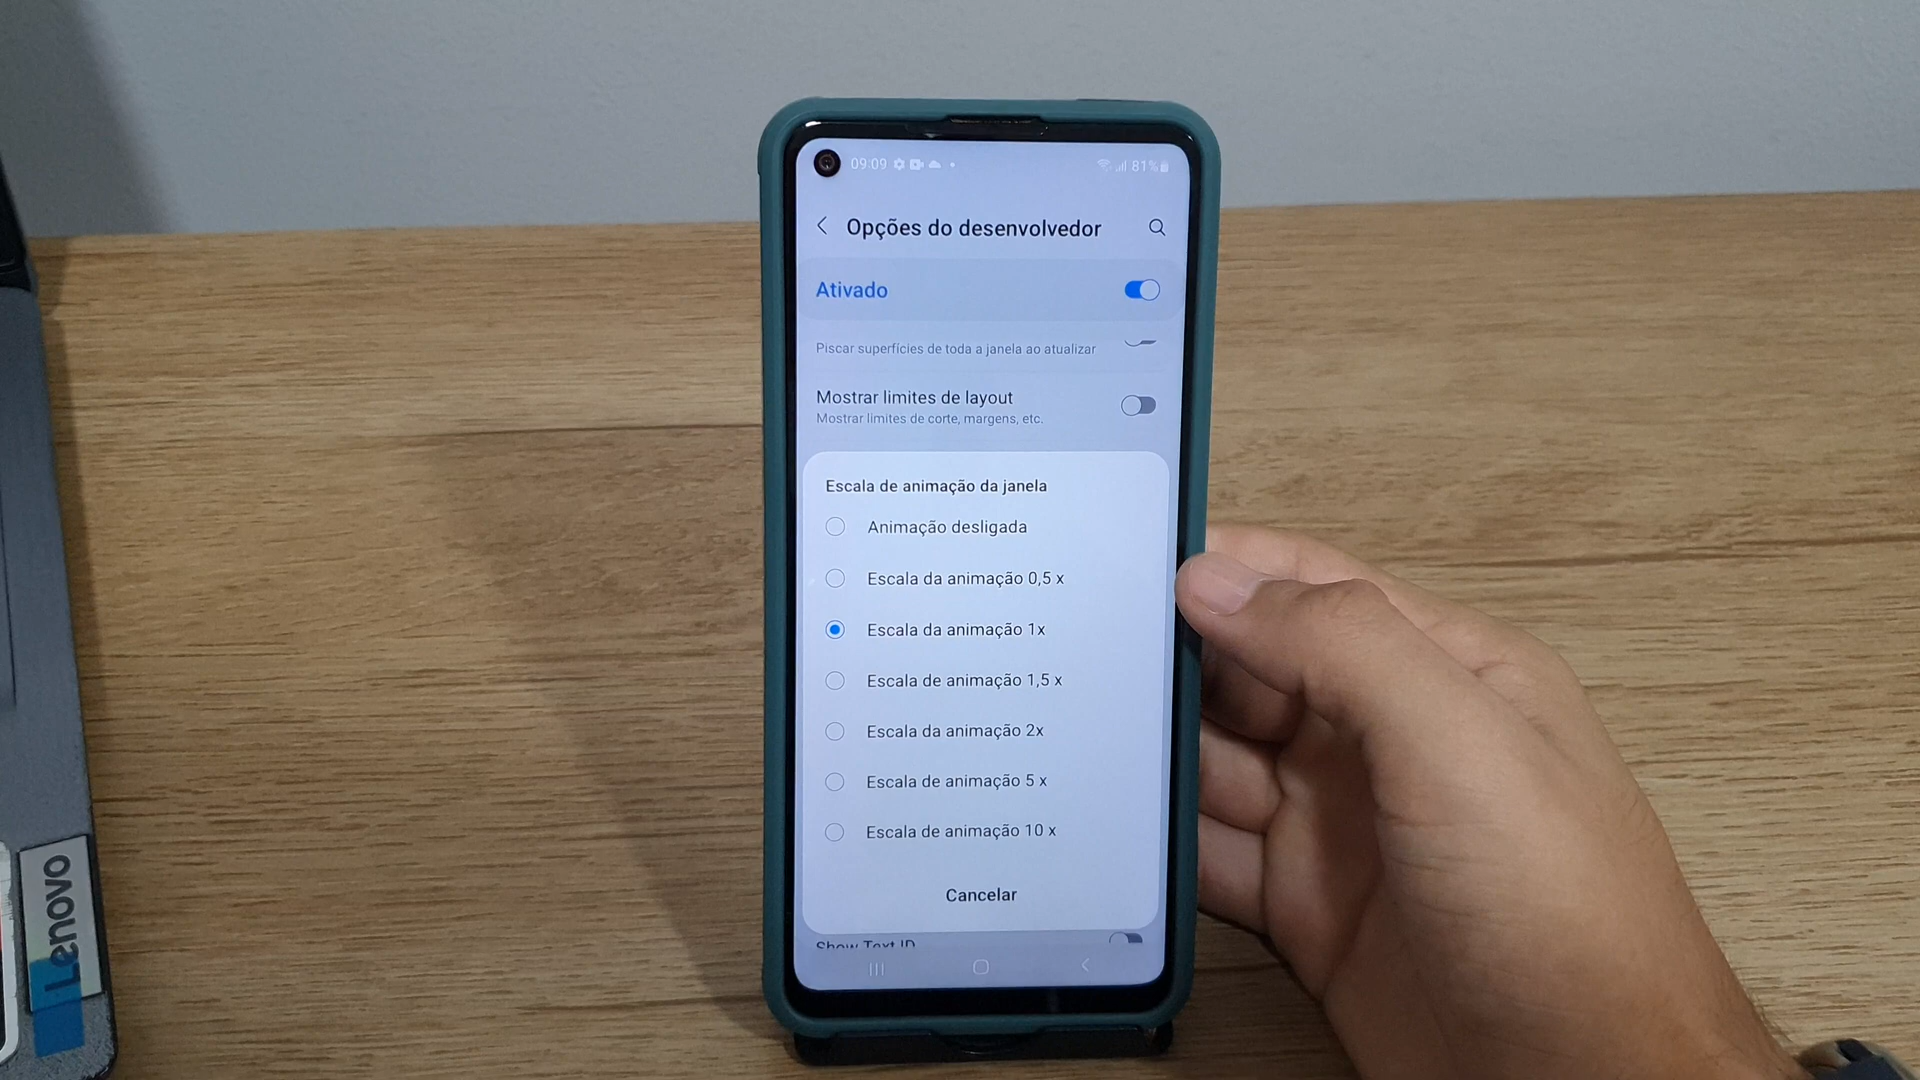 09:09
81%
Opções do desenvolvedor
Ativado
Piscar superfícies de toda a janela ao atualizar
Mostrar limites de layout
Mostrar limites de corte, margens, etc.
Escala de animação da janela
Animação desligada
Escala da animação 0,5 x
Escala da animação 1x
Escala de animação 1,5 x
Escala da animação 2x
Escala de animação 5 x
Escala de animação 10 x
Cancelar
Show Text ID
Lenovo